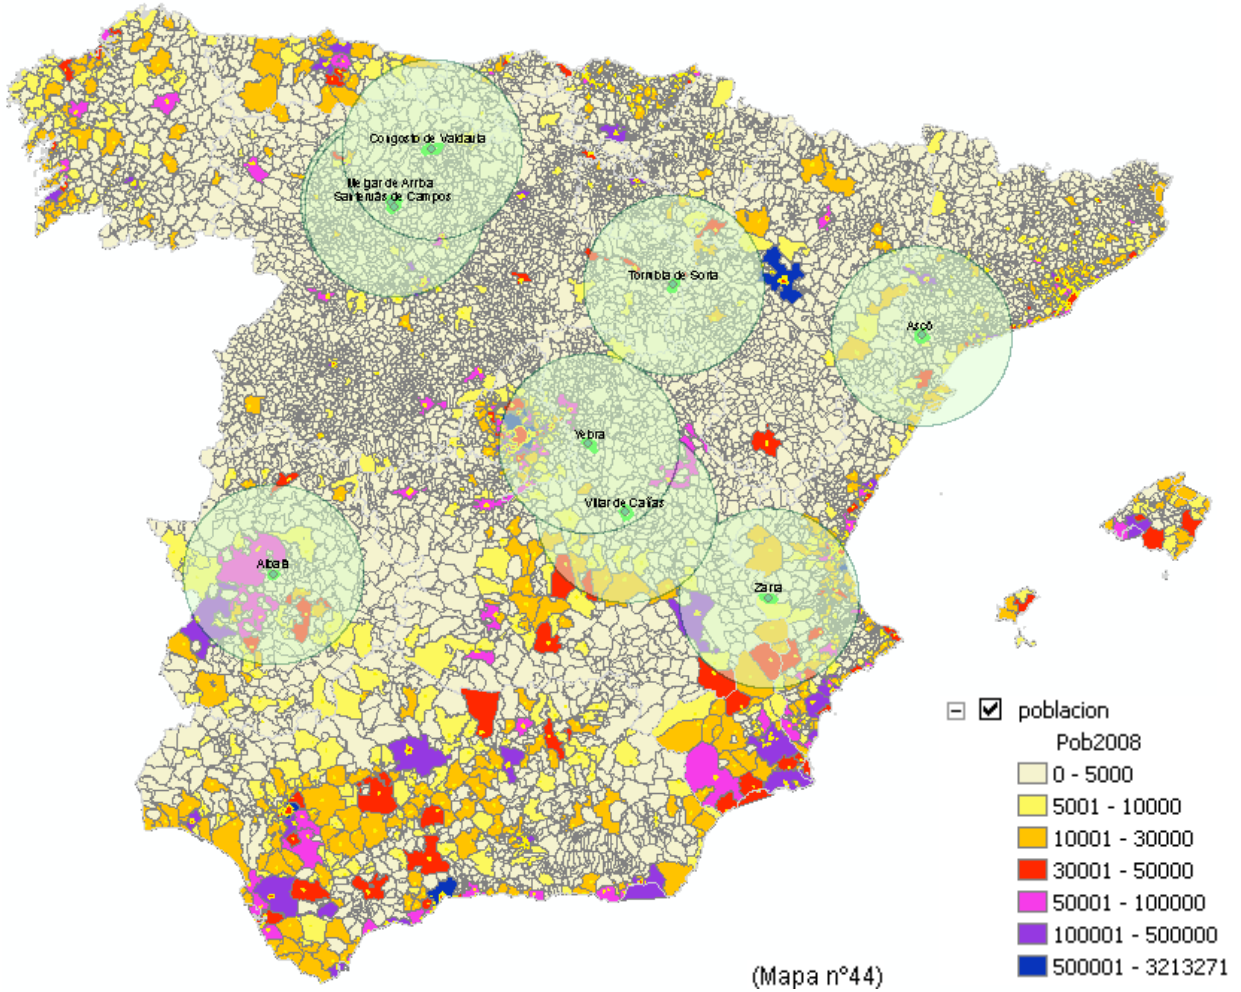 Congosto de Valdavia
Melgar de Arriba
Santervás de Campos
Torrubia de Soria
Ascó
Yebra
Villar de Cañas
Albalá
Zarra
poblacion
Pob2008
0 - 5000
5001 - 10000
10001 - 30000
30001 - 50000
50001 - 100000
100001 - 500000
500001 - 3213271
(Mapa nº44)